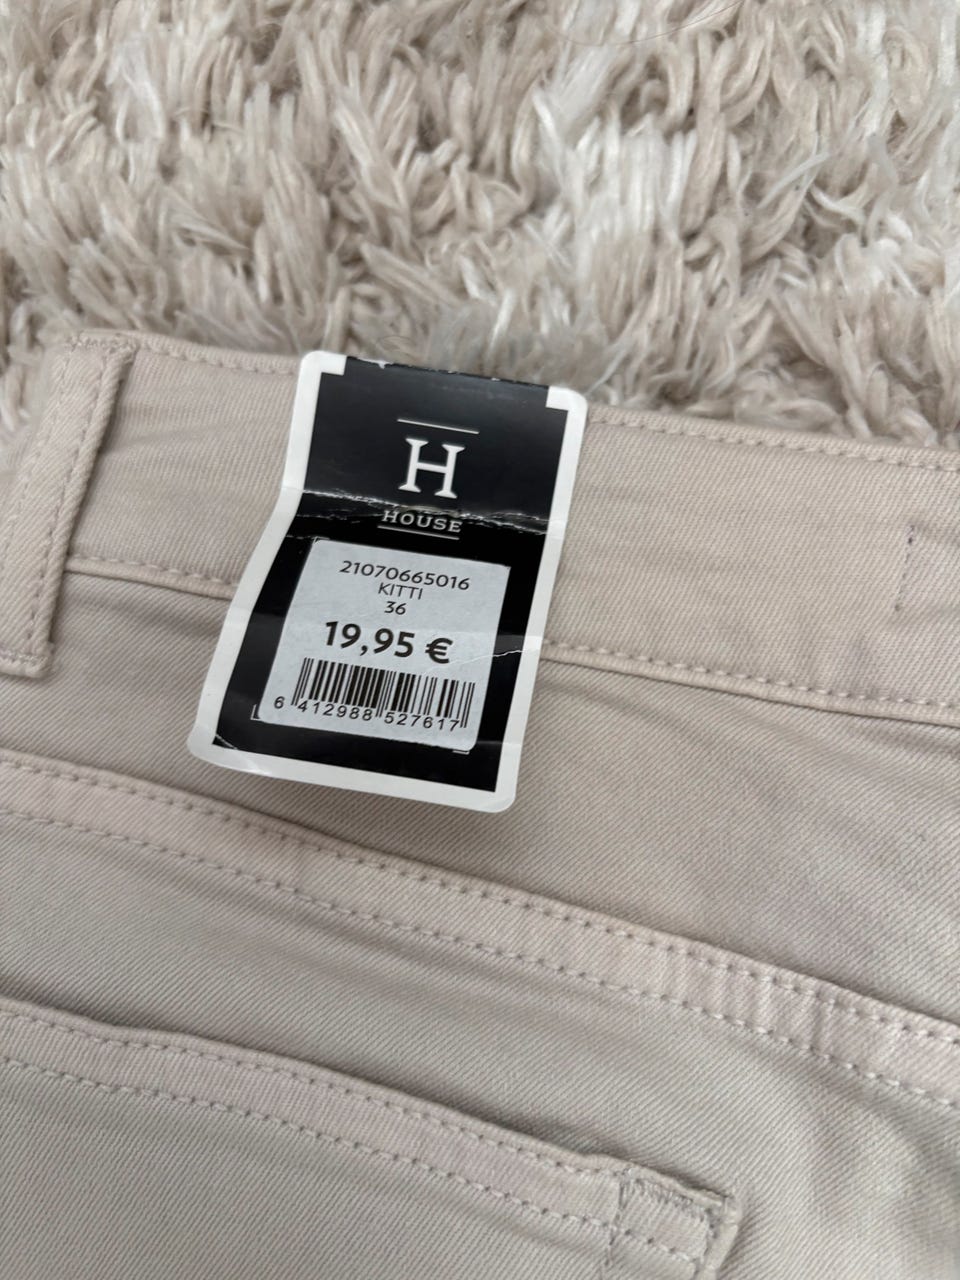 H
HOUSE
21070665016
KITTI
36
19,95 €
6 412988 527617